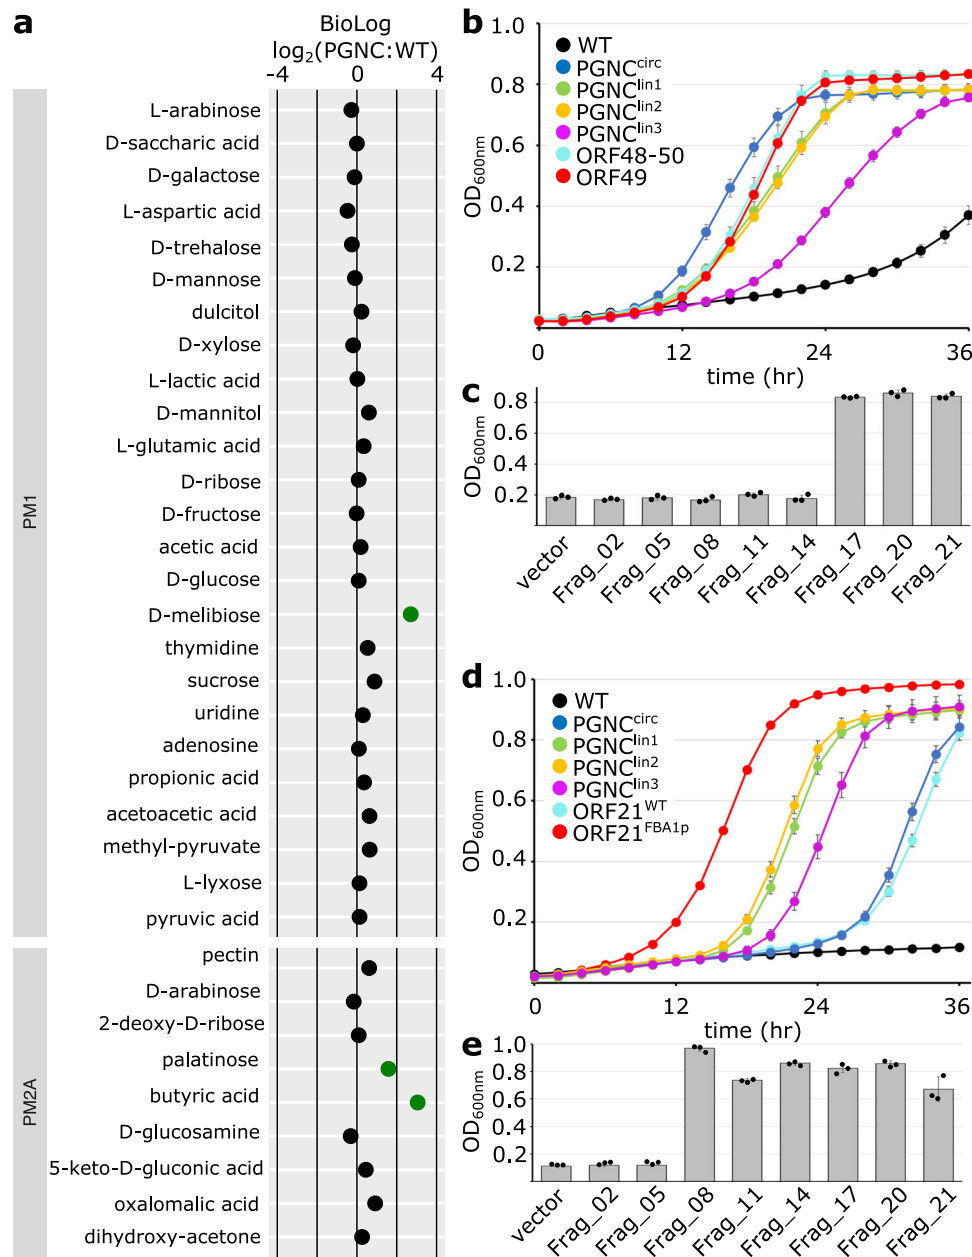 a
BioLog
log2(PGNC:WT)
-4 0 4
PM1
L-arabinose
D-saccharic acid
D-galactose
L-aspartic acid
D-trehalose
D-mannose
dulcitol
D-xylose
L-lactic acid
D-mannitol
L-glutamic acid
D-ribose
D-fructose
acetic acid
D-glucose
D-melibiose
thymidine
sucrose
uridine
adenosine
propionic acid
acetoacetic acid
methyl-pyruvate
L-lyxose
pyruvic acid
PM2A
pectin
D-arabinose
2-deoxy-D-ribose
palatinose
butyric acid
D-glucosamine
5-keto-D-gluconic acid
oxalomalic acid
dihydroxy-acetone
b
1.0
0.8
0.6
0.4
0.2
OD600nm
WT
PGNCcirc
PGNClin1
PGNClin2
PGNClin3
ORF48-50
ORF49
0 12 24 36
time (hr)
c
0.8
0.6
0.4
0.2
OD600nm
vector
Frag_02
Frag_05
Frag_08
Frag_11
Frag_14
Frag_17
Frag_20
Frag_21
d
1.0
0.8
0.6
0.4
0.2
OD600nm
WT
PGNCcirc
PGNClin1
PGNClin2
PGNClin3
ORF21WT
ORF21FBA1p
0 12 24 36
time (hr)
e
1.0
0.8
0.6
0.4
0.2
OD600nm
vector
Frag_02
Frag_05
Frag_08
Frag_11
Frag_14
Frag_17
Frag_20
Frag_21